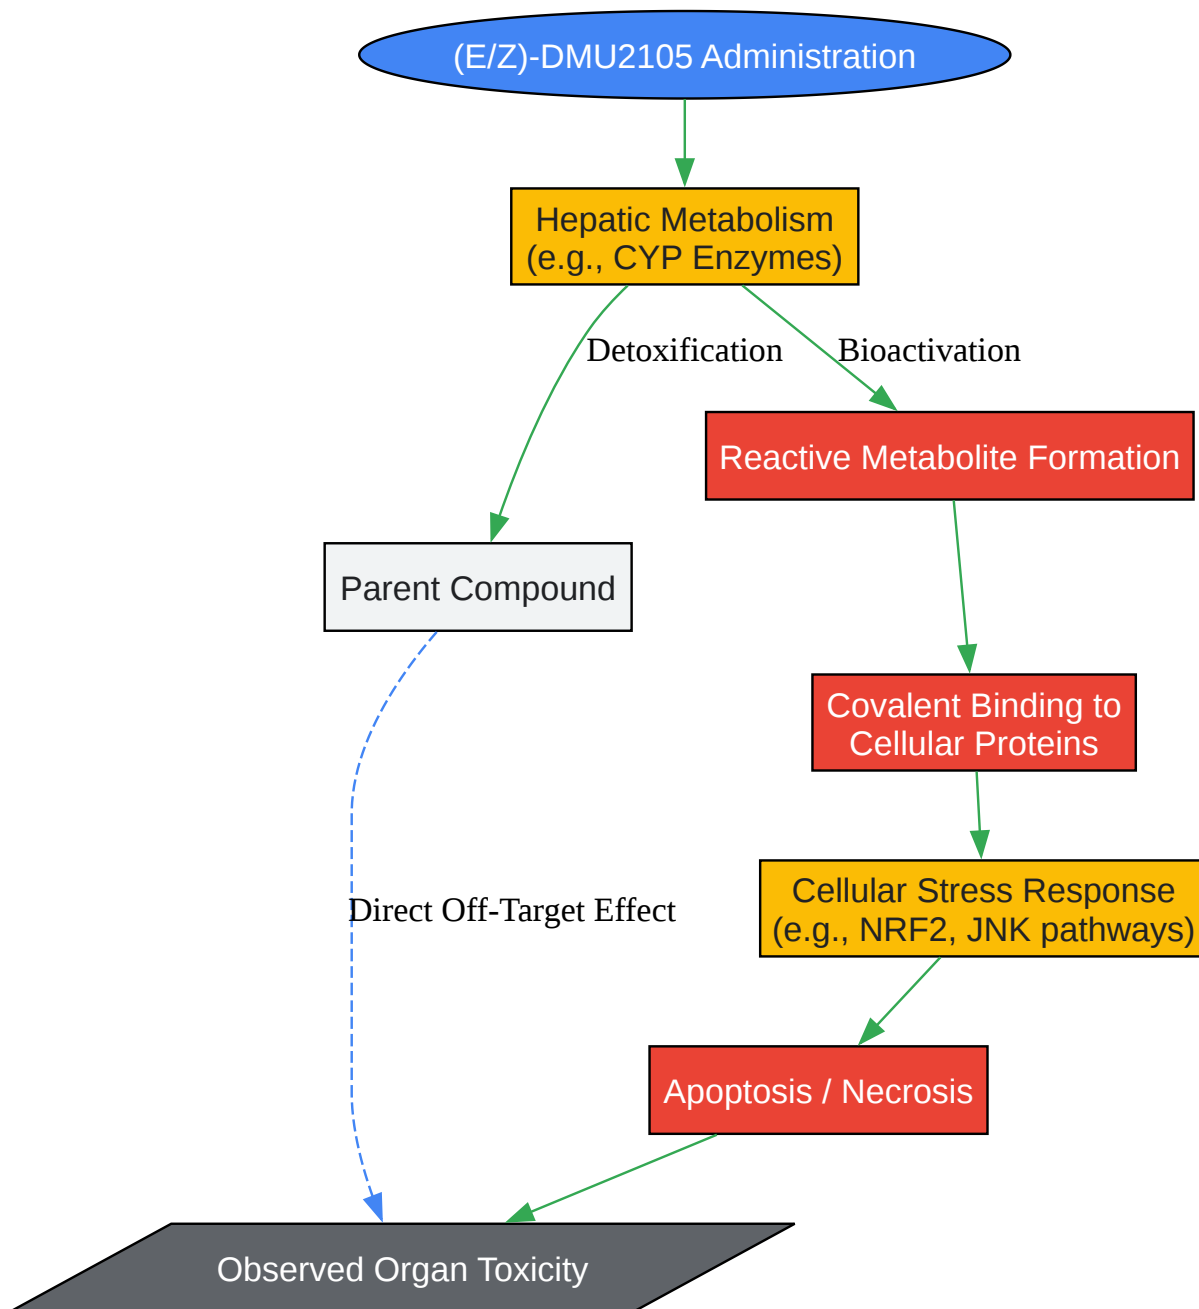 (E/Z)-DMU2105 Administration
Hepatic Metabolism
(e.g., CYP Enzymes)
Detoxification
Bioactivation
Reactive Metabolite Formation
Parent Compound
Covalent Binding to
Cellular Proteins
Cellular Stress Response
(e.g., NRF2, JNK pathways)
Direct Off-Target Effect
Apoptosis / Necrosis
Observed Organ Toxicity